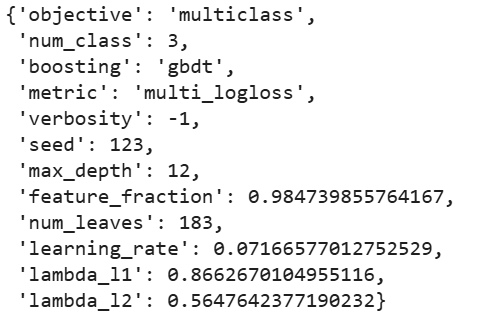 {'objective': 'multiclass',
 'num_class': 3,
 'boosting': 'gbdt',
 'metric': 'multi_logloss',
 'verbosity': -1,
 'seed': 123,
 'max_depth': 12,
 'feature_fraction': 0.984739855764167,
 'num_leaves': 183,
 'learning_rate': 0.07166577012752529,
 'lambda_l1': 0.8662670104955116,
 'lambda_l2': 0.5647642377190232}